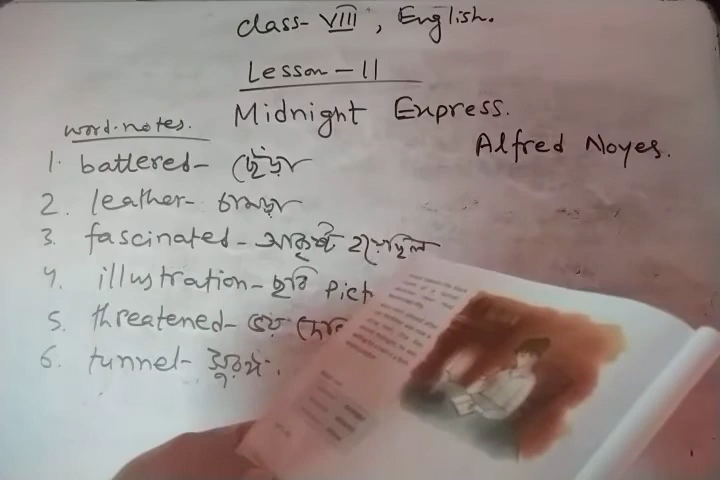 Class-VIII, English.
Lesson-11
Midnight Express.
Alfred Noyes.
word-notes.
1. battered- ছেঁড়া
2. leather- চামড়া
3. fascinated- আকৃষ্ট হয়েছিল
4. illustration- ছবি Pict
5. threatened- ভয় দেখি
6. tunnel- সুড়ঙ্গ.